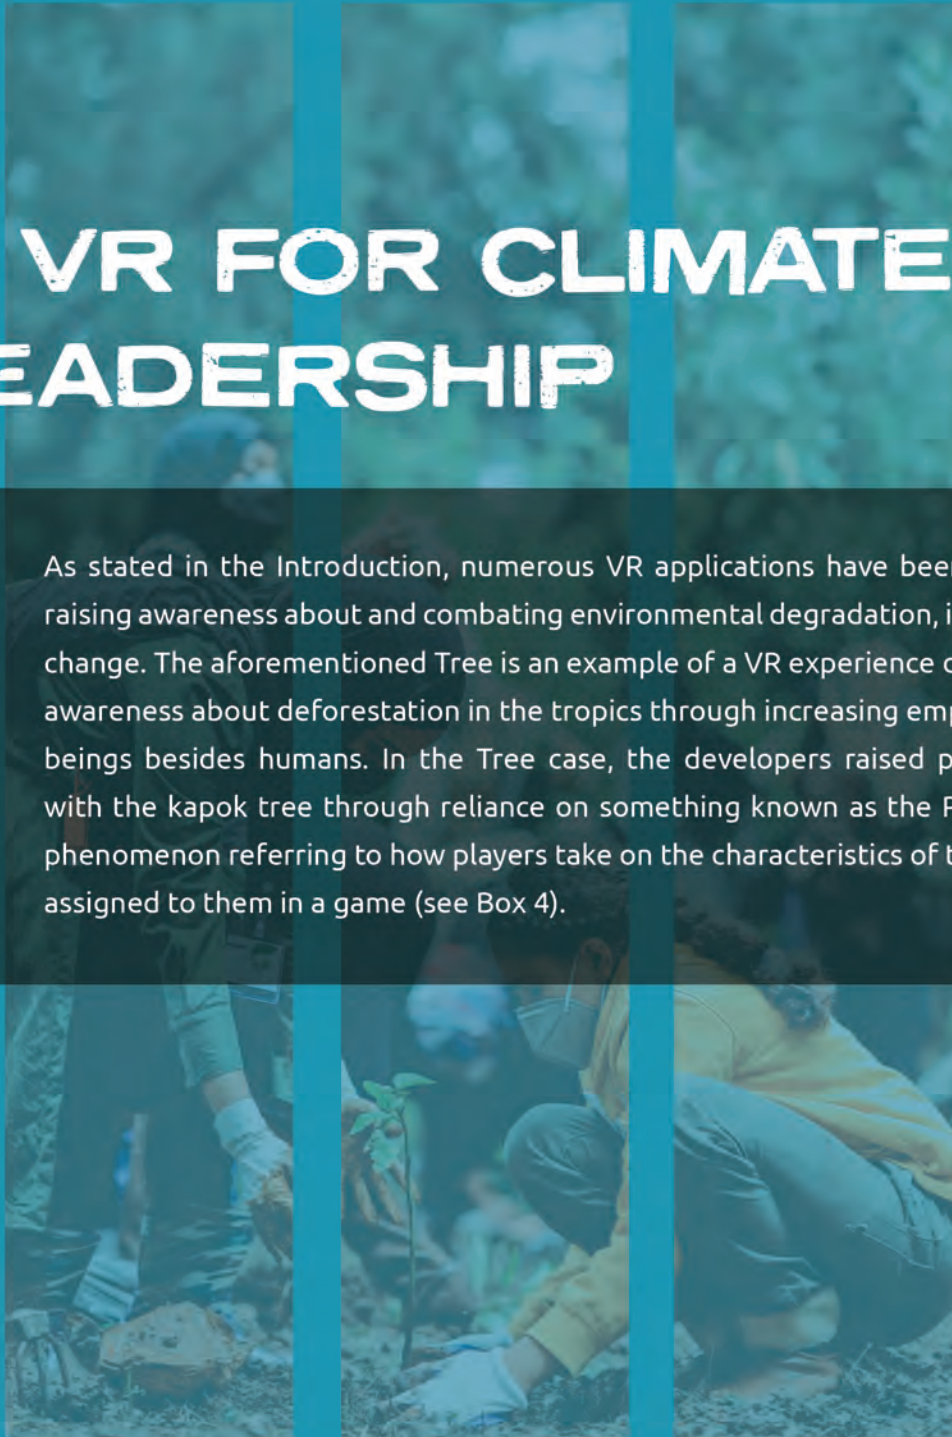 VR FOR CLIMATE
EADERSHIP
As stated in the Introduction, numerous VR applications have bee
raising awareness about and combating environmental degradation, i
change. The aforementioned Tree is an example of a VR experience
awareness about deforestation in the tropics through increasing emp
beings besides humans. In the Tree case, the developers raised p
with the kapok tree through reliance on something known as the
phenomenon referring to how players take on the characteristics of
assigned to them in a game (see Box 4).